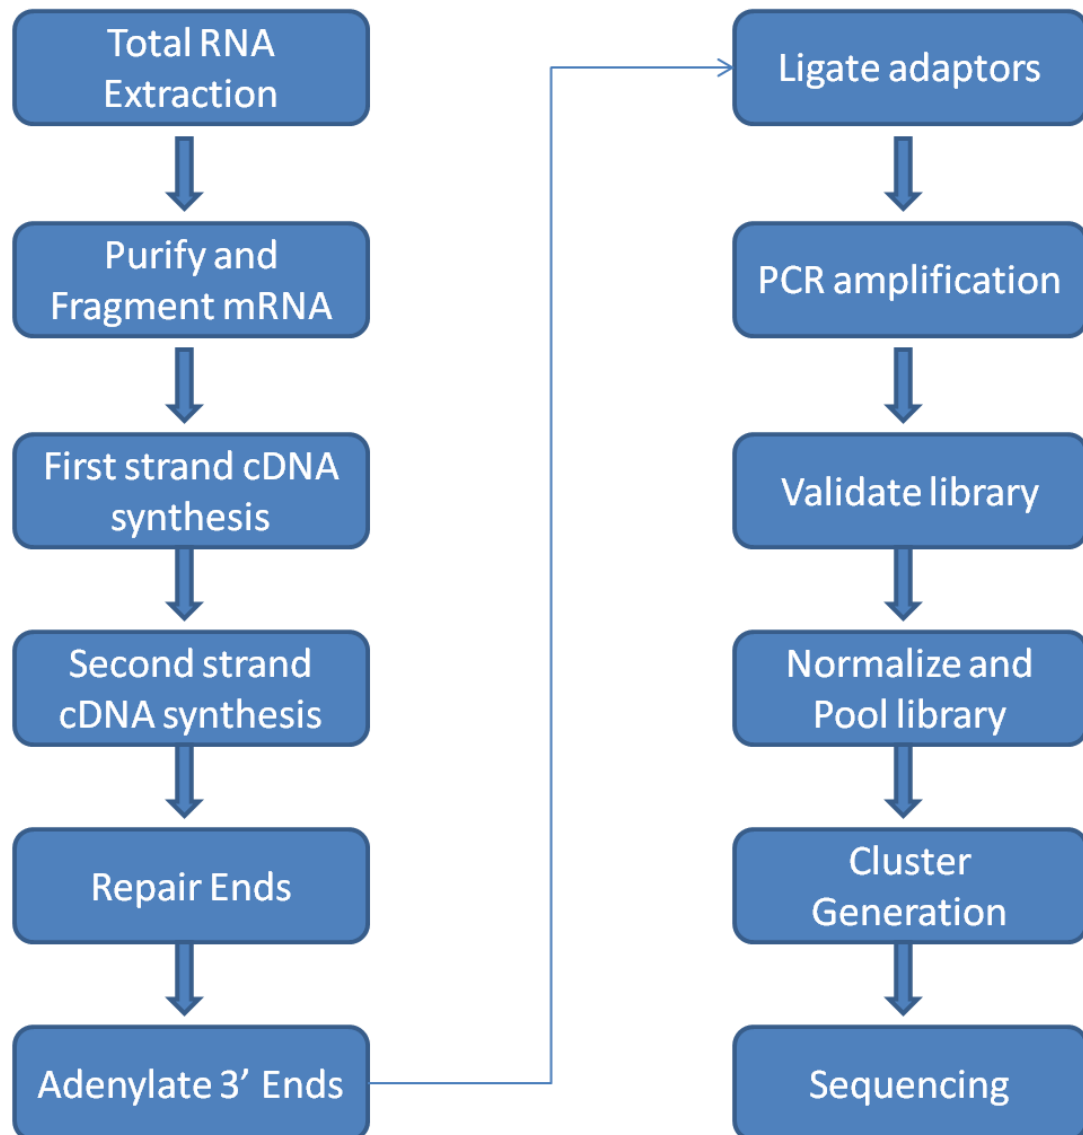 Total RNA
Extraction
Purify and
Fragment mRNA
First strand cDNA
synthesis
Second strand
cDNA synthesis
Repair Ends
Adenylate 3’ Ends
Ligate adaptors
PCR amplification
Validate library
Normalize and
Pool library
Cluster
Generation
Sequencing